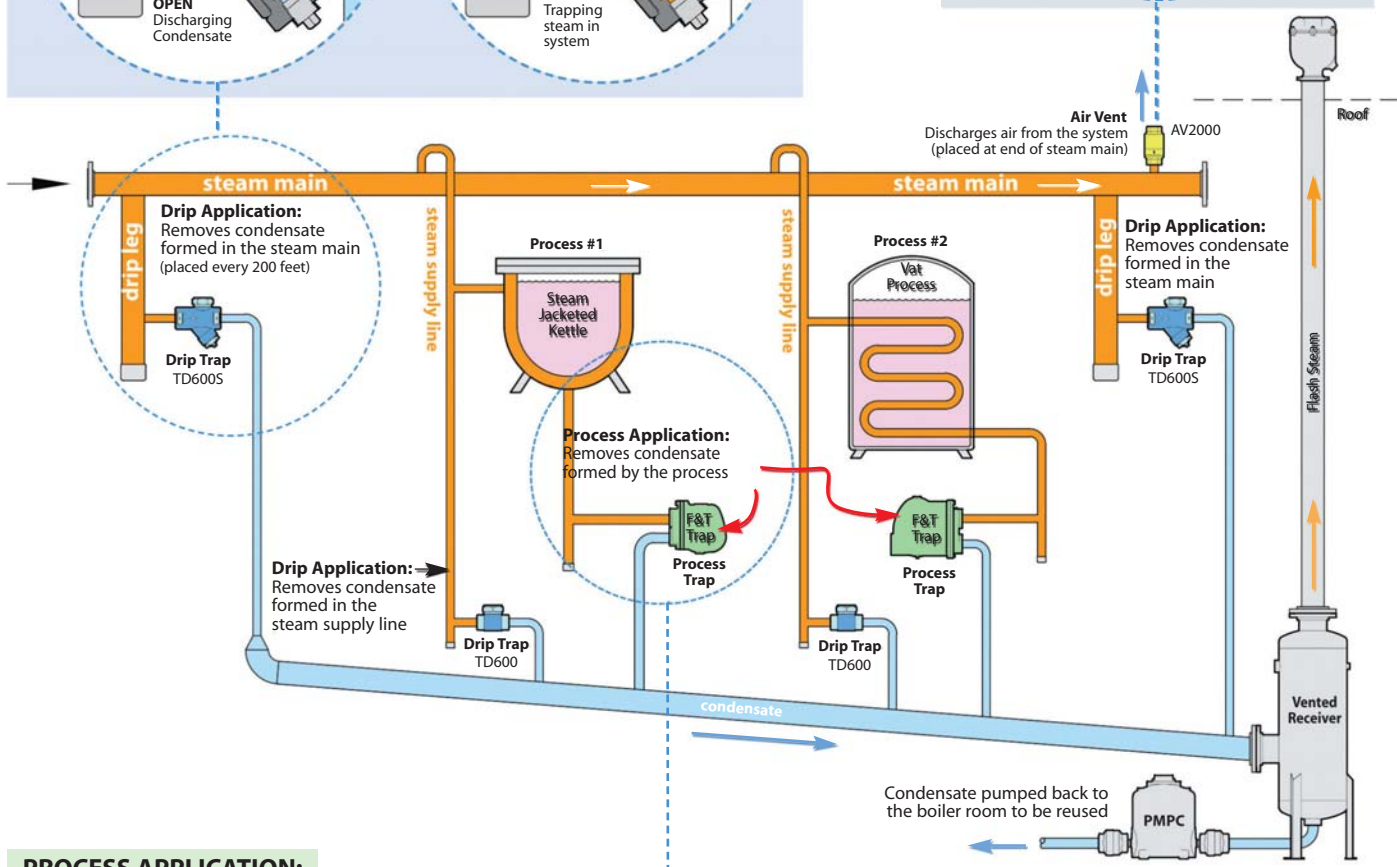 OPEN
Discharging
Condensate
Trapping
steam in
system
Air Vent
Discharges air from the system
(placed at end of steam main)
AV2000
Roof
steam main
steam main
drip leg
Drip Application:
Removes condensate
formed in the steam main
(placed every 200 feet)
Drip Trap
TD600S
steam supply line
Process #1
Steam
Jacketed
Kettle
steam supply line
Process #2
Vat
Process
drip leg
Drip Application:
Removes condensate
formed in the
steam main
Drip Trap
TD600S
Flash Steam
Process Application:
Removes condensate
formed by the process
F&T
Trap
Process
Trap
F&T
Trap
Process
Trap
Drip Application:
Removes condensate
formed in the
steam supply line
Drip Trap
TD600
Drip Trap
TD600
condensate
Vented
Receiver
Condensate pumped back to
the boiler room to be reused
PMPC
PROCESS APPLICATION: